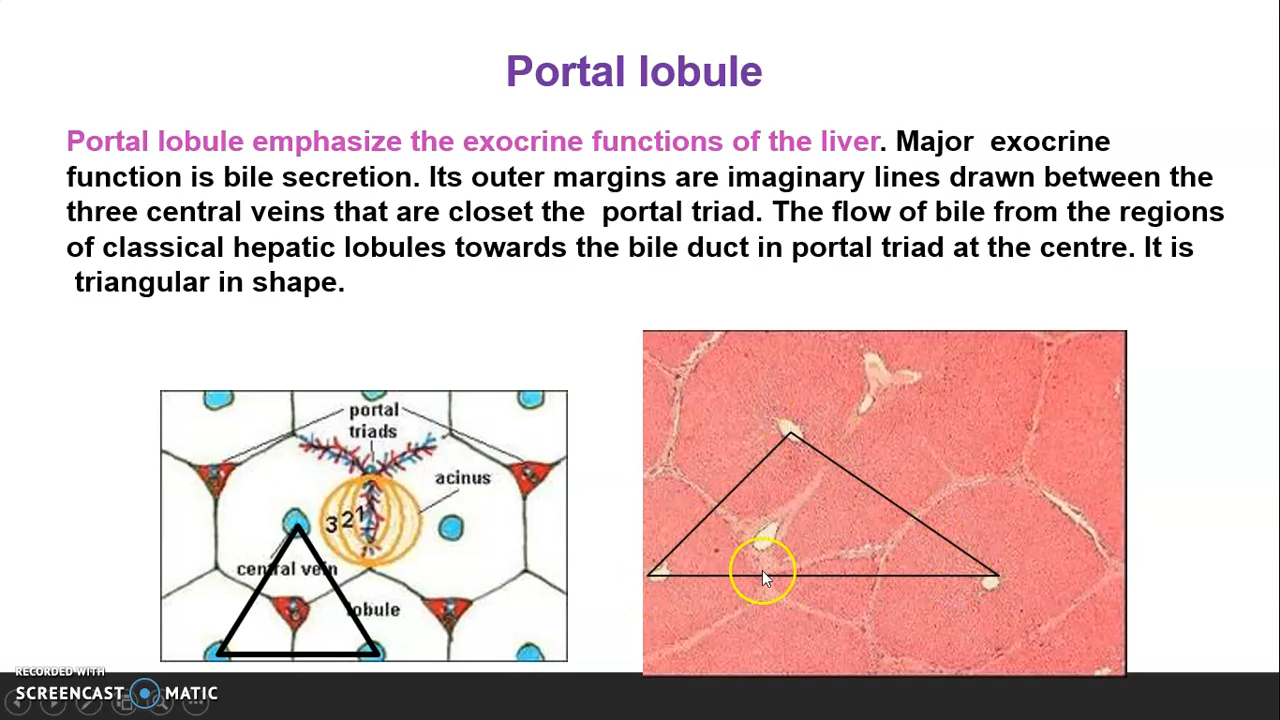 Portal lobule
Portal lobule emphasize the exocrine functions of the liver. Major exocrine
function is bile secretion. Its outer margins are imaginary lines drawn between the
three central veins that are closet the portal triad. The flow of bile from the regions
of classical hepatic lobules towards the bile duct in portal triad at the centre. It is
triangular in shape.
portal
triads
acinus
321
central vein
lobule
RECORDED WITH
SCREENCAST MATIC